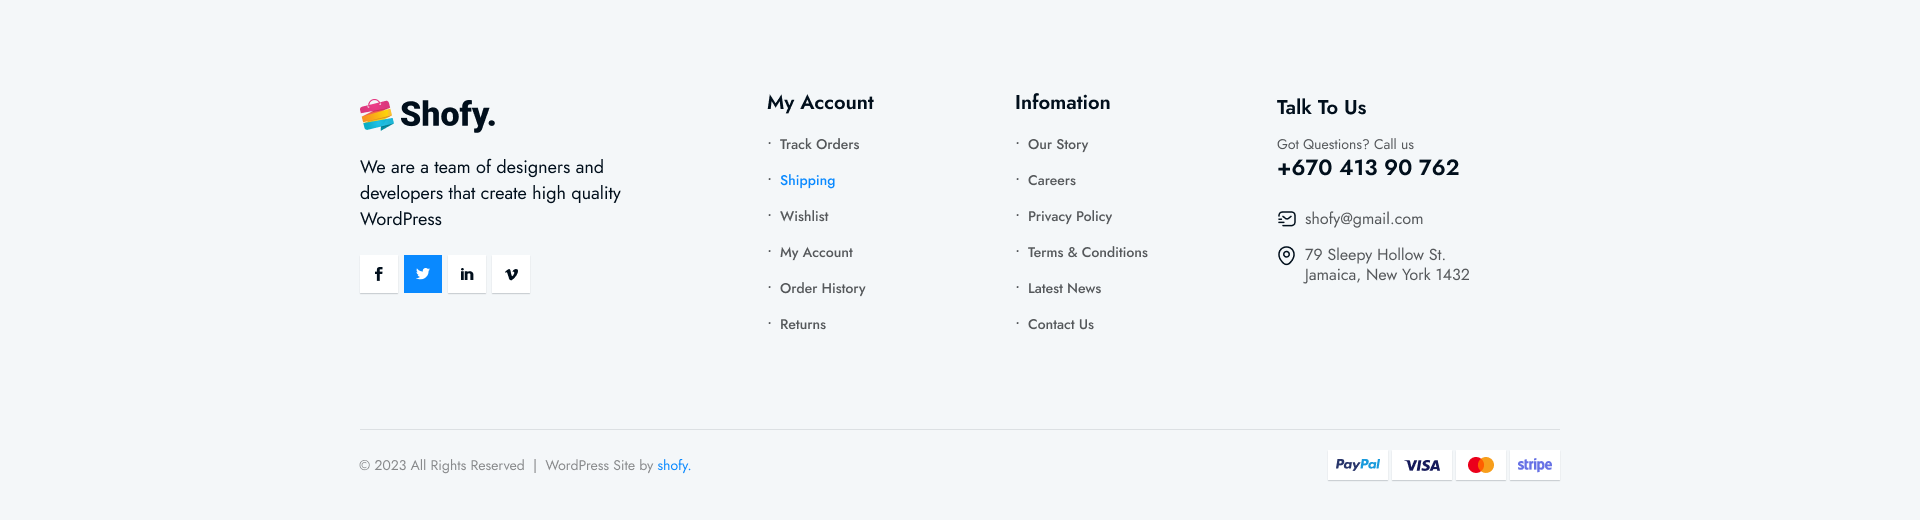 Shofy.
We are a team of designers and
developers that create high quality
WordPress
My Account
· Track Orders
· Shipping
· Wishlist
· My Account
· Order History
· Returns
Infomation
· Our Story
· Careers
· Privacy Policy
· Terms & Conditions
· Latest News
· Contact Us
Talk To Us
Got Questions? Call us
+670 413 90 762
shofy@gmail.com
79 Sleepy Hollow St.
Jamaica, New York 1432
© 2023 All Rights Reserved | WordPress Site by shofy.
PayPal VISA stripe